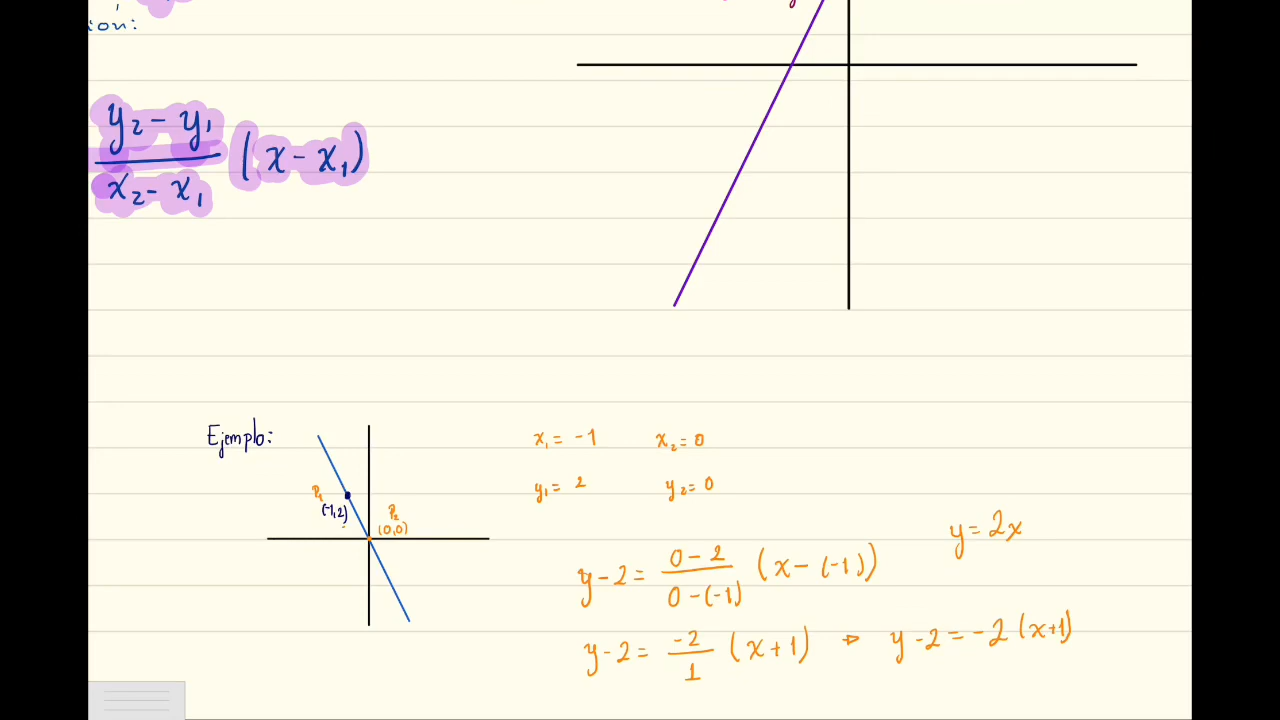 ión:
y₂ - y₁
x₂ - x₁
(x - x₁)
Ejemplo:
P₁
(-1,2)
P₂
(0,0)
x₁ = -1 x₂ = 0
y₁ = 2 y₂ = 0
y = 2x
y - 2 = 0 - 2 / 0 - (-1) (x - (-1))
y - 2 = -2 / 1 (x + 1) → y - 2 = -2 (x+1)